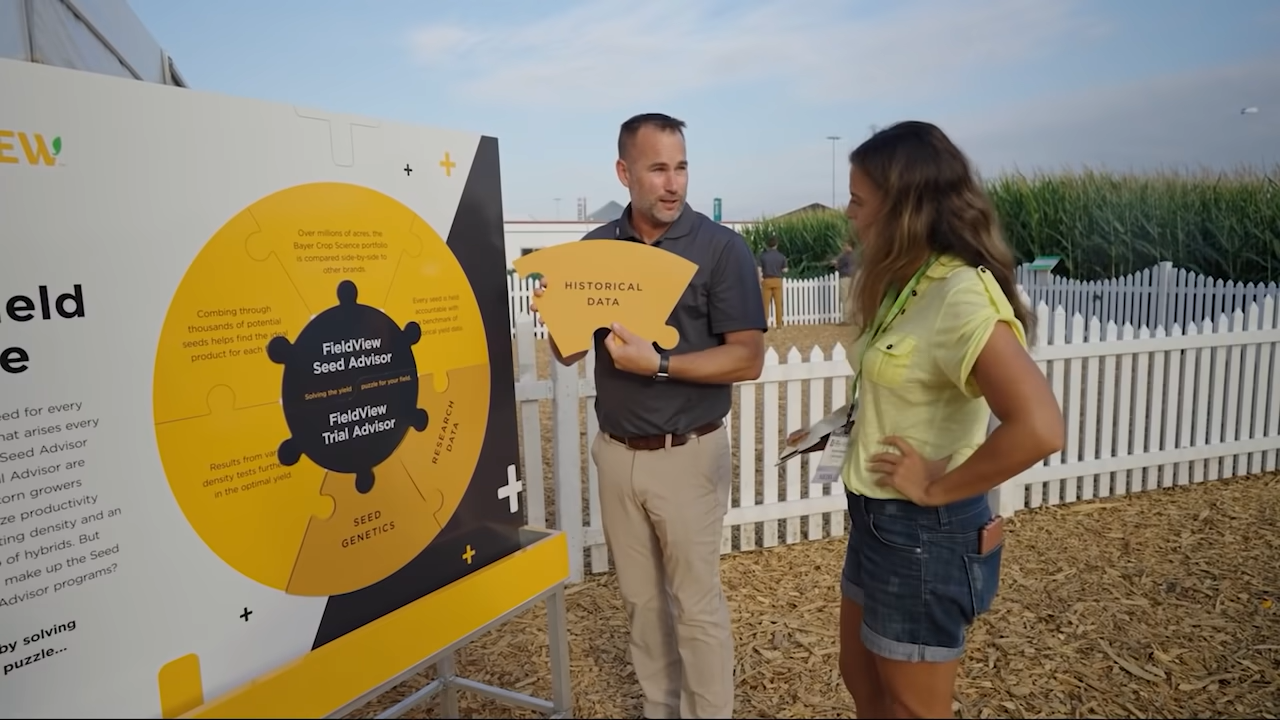 EW
eld
e
eed for every
hat arises every
Seed Advisor
l Advisor are
corn growers
ze productivity
ting density and an
of hybrids. But
make up the Seed
Advisor programs?
by solving
puzzle...
Over millions of acres, the
Bayer Crop Science portfolio
is compared side-by-side to
other brands.
Combing through
thousands of potential
seeds helps find the ideal
product for each
Every seed is held
accountable with
benchmark of
yield data.
FieldView
Seed Advisor
Solving the yield puzzle for your field.
FieldView
Trial Advisor
Results from
density tests
in the optimal yield.
RESEARCH
DATA
SEED
GENETICS
HISTORICAL
DATA